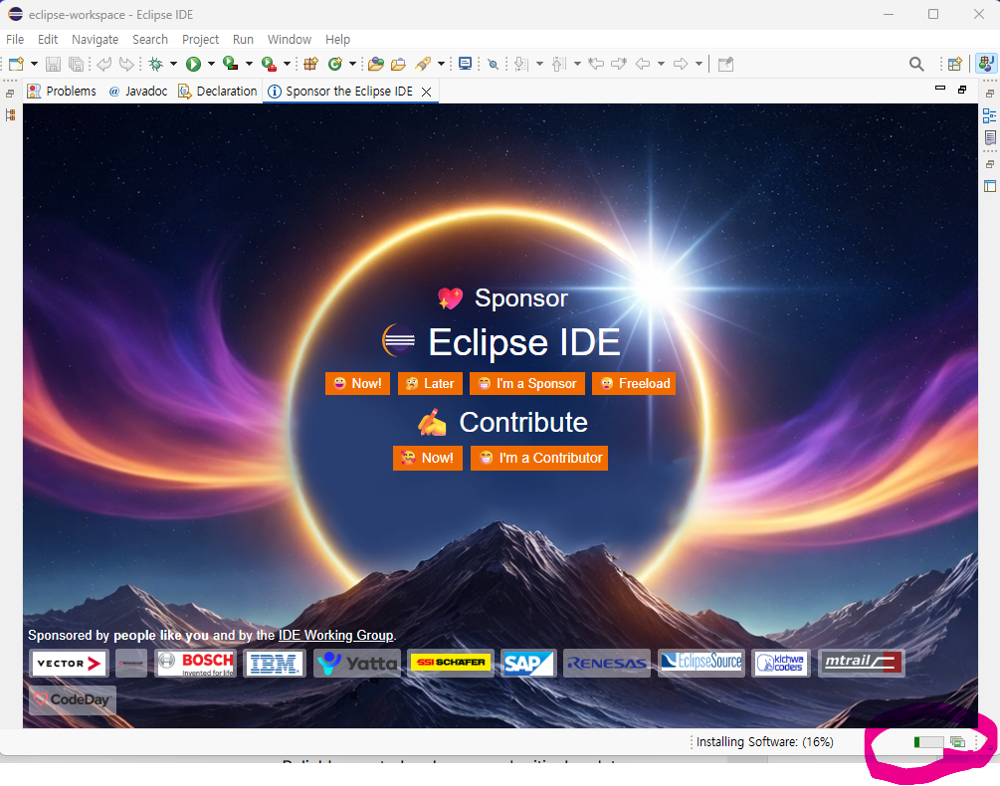 eclipse-workspace - Eclipse IDE
File Edit Navigate Search Project Run Window Help
Problems @ Javadoc Declaration Sponsor the Eclipse IDE
Sponsor
Eclipse IDE
Now! Later I'm a Sponsor Freeload
Contribute
Now! I'm a Contributor
Sponsored by people like you and by the IDE Working Group.
VECTOR BOSCH IBM Yatta SSI SCHÄFER SAP RENESAS EclipseSource kichwa coders mtrail
Invented for life
CodeDay
Installing Software: (16%)